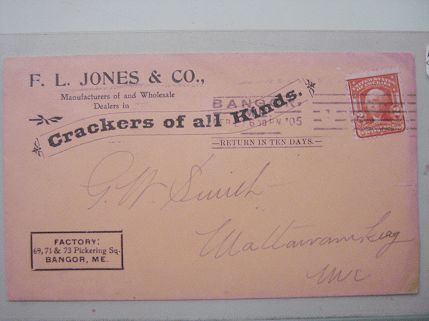 F. L. JONES & CO.,
Manufacturers of and Wholesale
Dealers in
Crackers of all Kinds.
BANGOR
'05
RETURN IN TEN DAYS.
G. W. Smith
Mattawamkeag
Me
FACTORY:
69, 71 & 73 Pickering Sq.
BANGOR, ME.